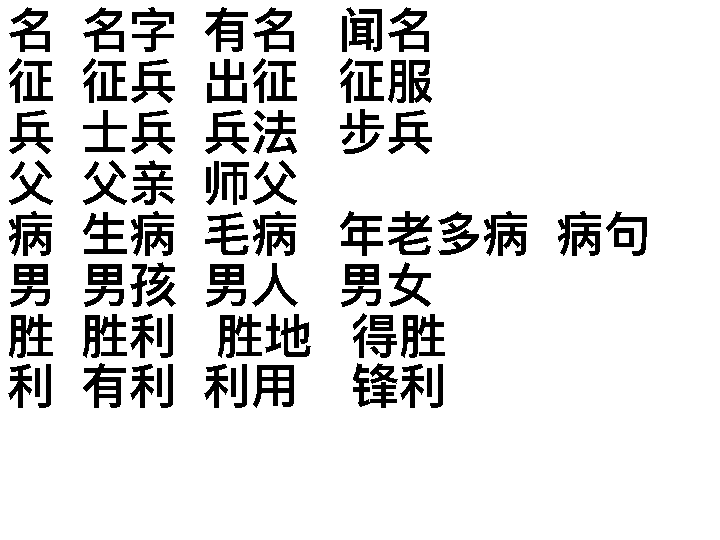 名 名字 有名 闻名
征 征兵 出征 征服
兵 士兵 兵法 步兵
父 父亲 师父
病 生病 毛病 年老多病 病句
男 男孩 男人 男女
胜 胜利 胜地 得胜
利 有利 利用 锋利